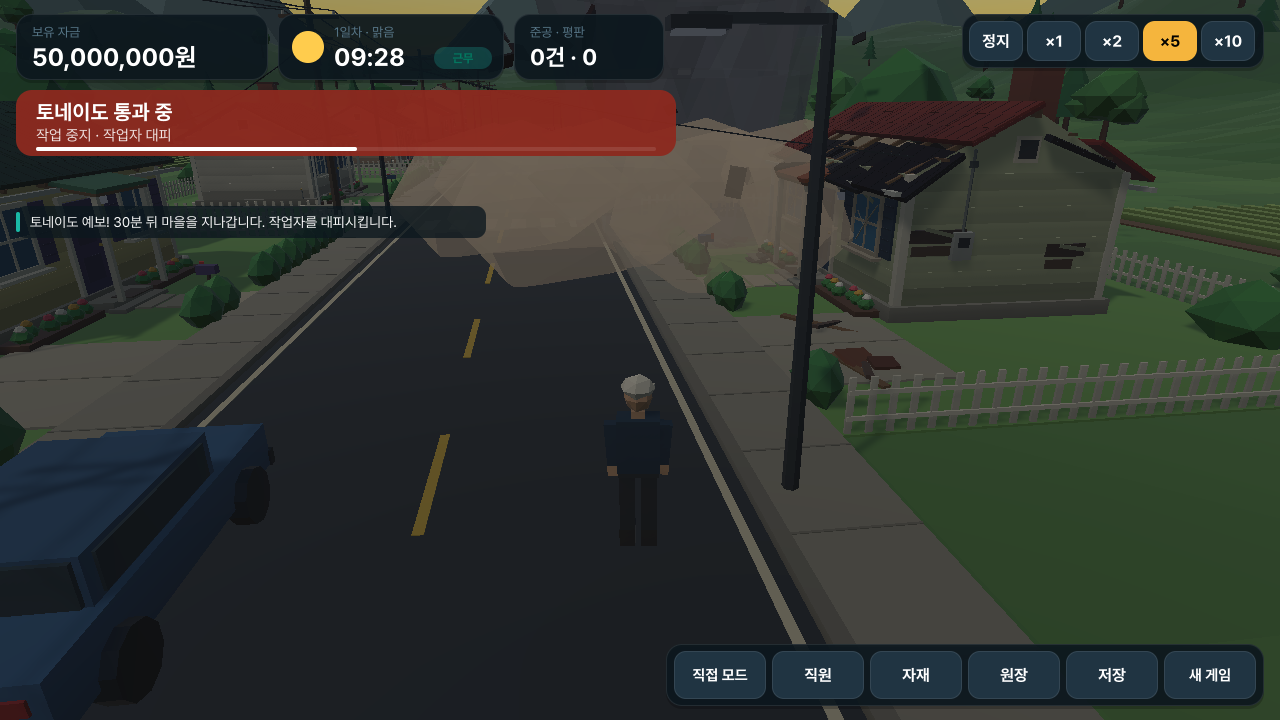 보유 자금
50,000,000원
1일차 · 맑음
09:28
근무
준공 · 평판
0건 · 0
정지
×1
×2
×5
×10
토네이도 통과 중
작업 중지 · 작업자 대피
토네이도 예보! 30분 뒤 마을을 지나갑니다. 작업자를 대피시킵니다.
직접 모드
직원
자재
원장
저장
새 게임